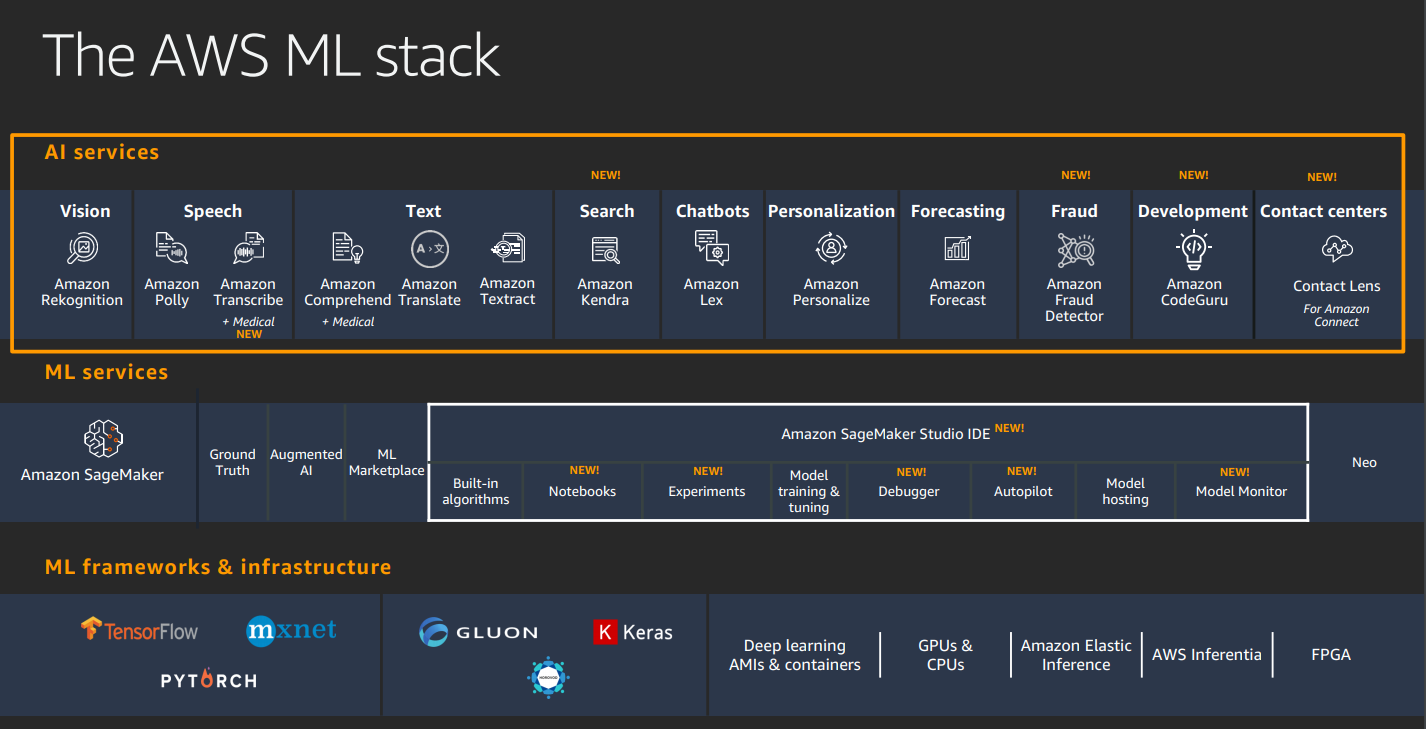 The AWS ML stack
AI services
NEW!
NEW!
NEW!
NEW!
Vision
Speech
Text
Search
Chatbots
Personalization
Forecasting
Fraud
Development
Contact centers
A
文
Amazon
Rekognition
Amazon
Polly
Amazon
Transcribe
+ Medical
NEW
Amazon
Comprehend
+ Medical
Amazon
Translate
Amazon
Textract
Amazon
Kendra
Amazon
Lex
Amazon
Personalize
Amazon
Forecast
Amazon
Fraud
Detector
Amazon
CodeGuru
Contact Lens
For Amazon
Connect
ML services
Amazon SageMaker
Ground
Truth
Augmented
AI
ML
Marketplace
Amazon SageMaker Studio IDE NEW!
Built-in
algorithms
NEW!
Notebooks
NEW!
Experiments
Model
training &
tuning
NEW!
Debugger
NEW!
Autopilot
Model
hosting
NEW!
Model Monitor
Neo
ML frameworks & infrastructure
TensorFlow
mxnet
PYTORCH
GLUON
K Keras
HOROVOD
Deep learning
AMIs & containers
GPUs &
CPUs
Amazon Elastic
Inference
AWS Inferentia
FPGA